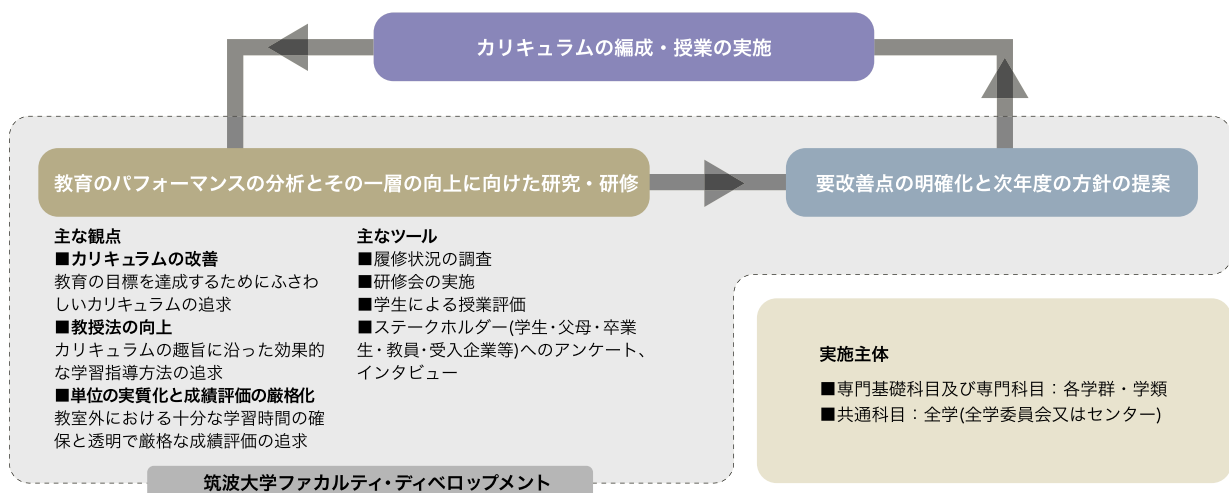 カリキュラムの編成・授業の実施
教育のパフォーマンスの分析とその一層の向上に向けた研究・研修
要改善点の明確化と次年度の方針の提案
主な観点
■カリキュラムの改善
教育の目標を達成するためにふさわ
しいカリキュラムの追求
■教授法の向上
カリキュラムの趣旨に沿った効果的
な学習指導方法の追求
■単位の実質化と成績評価の厳格化
教室外における十分な学習時間の確
保と透明で厳格な成績評価の追求
主なツール
■履修状況の調査
■研修会の実施
■学生による授業評価
■ステークホルダー(学生・父母・卒業
生・教員・受入企業等)へのアンケート、
インタビュー
実施主体
■専門基礎科目及び専門科目：各学群・学類
■共通科目：全学(全学委員会又はセンター)
筑波大学ファカルティ・ディベロップメント